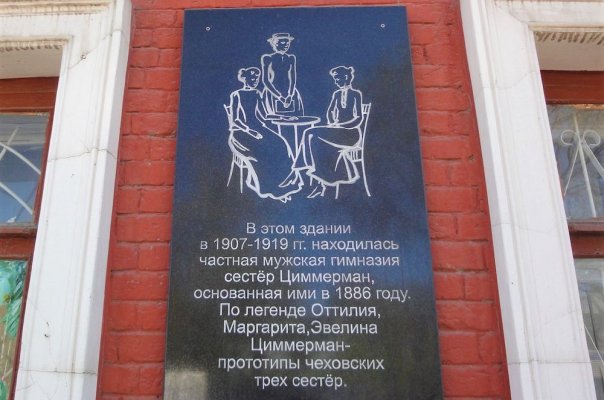 В этом здании
в 1907-1919 гг. находилась
частная мужская гимназия
сестёр Циммерман,
основанная ими в 1886 году.
По легенде Оттилия,
Маргарита,Эвелина
Циммерман-
прототипы чеховских
трех сестёр.